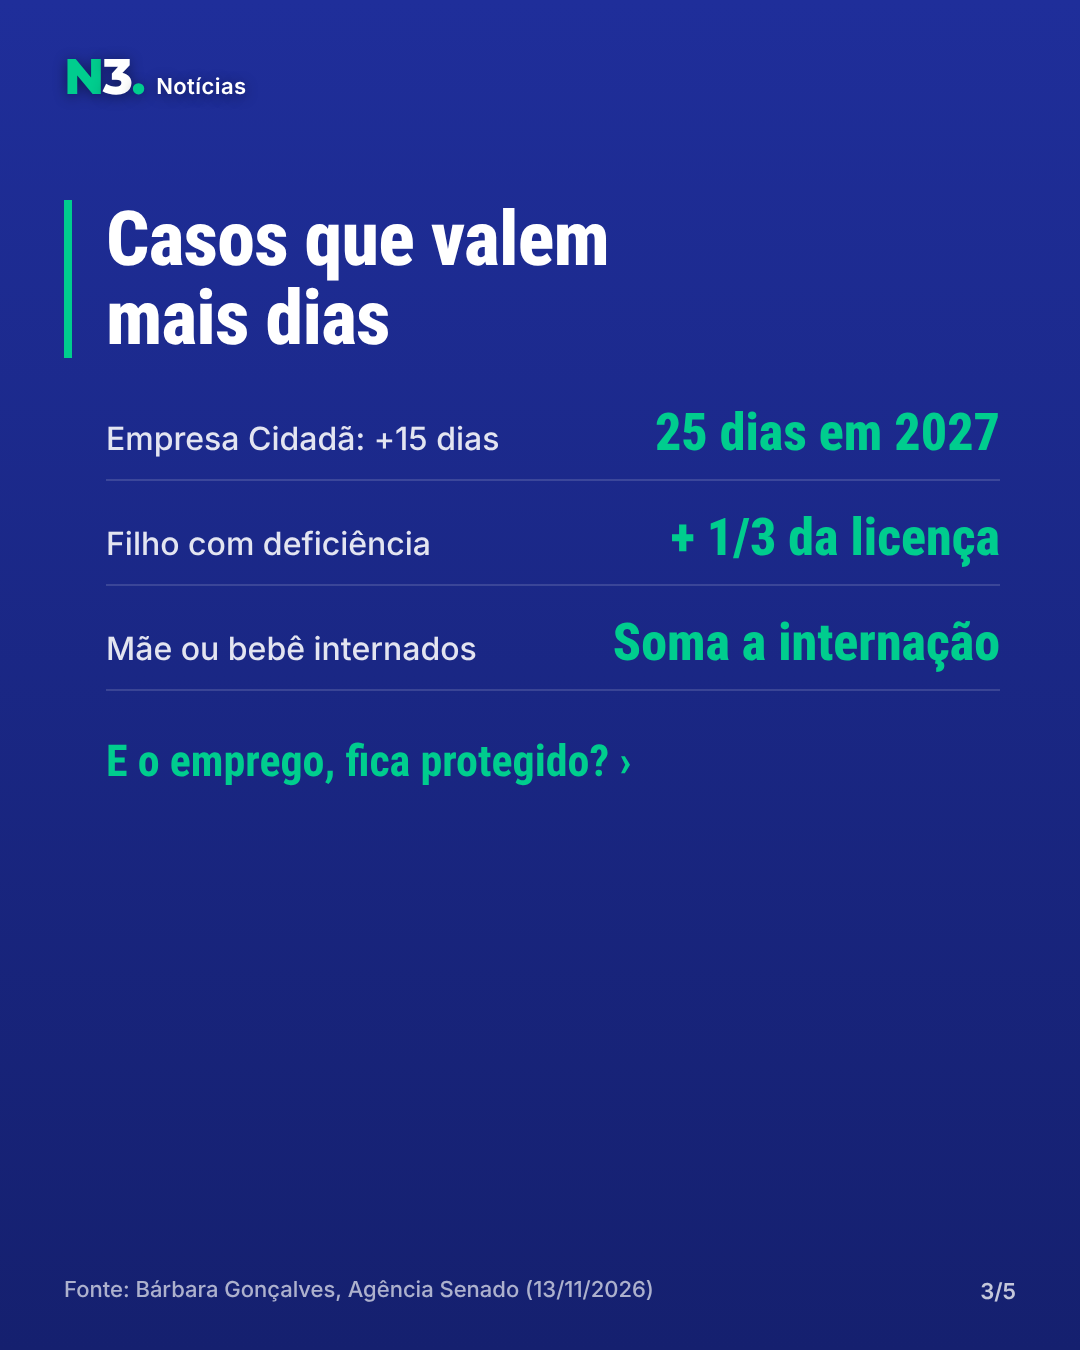 N3. Notícias
Casos que valem
mais dias
Empresa Cidadã: +15 dias
25 dias em 2027
Filho com deficiência
+ 1/3 da licença
Mãe ou bebê internados
Soma a internação
E o emprego, fica protegido? ›
Fonte: Bárbara Gonçalves, Agência Senado (13/11/2026)
3/5